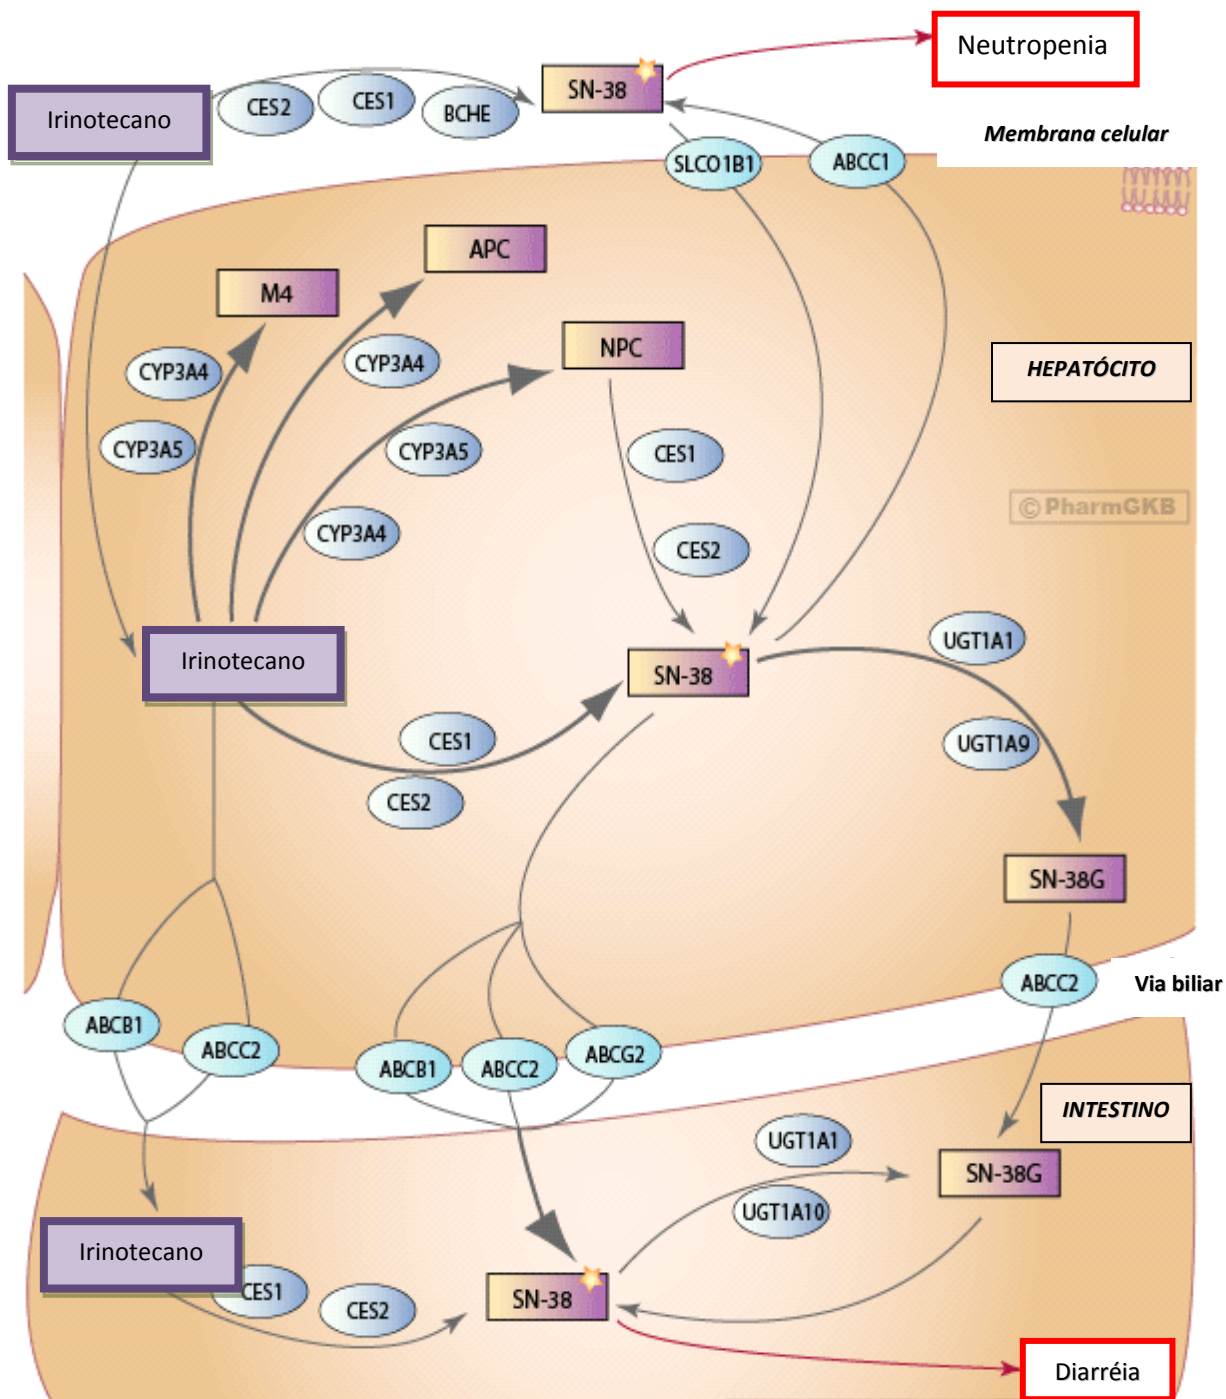 Neutropenia
SN-38
CES2
CES1
BCHE
Irinotecano
Membrana celular
SLCO1B1
ABCC1
APC
M4
NPC
CYP3A4
CYP3A4
HEPATÓCITO
CYP3A5
CYP3A5
CES1
© PharmGKB
CYP3A4
CES2
UGT1A1
Irinotecano
SN-38
CES1
UGT1A9
CES2
SN-38G
ABCC2
Via biliar
ABCB1
ABCC2
ABCB1
ABCC2
ABCG2
INTESTINO
UGT1A1
SN-38G
UGT1A10
Irinotecano
CES1
CES2
SN-38
Diarréia